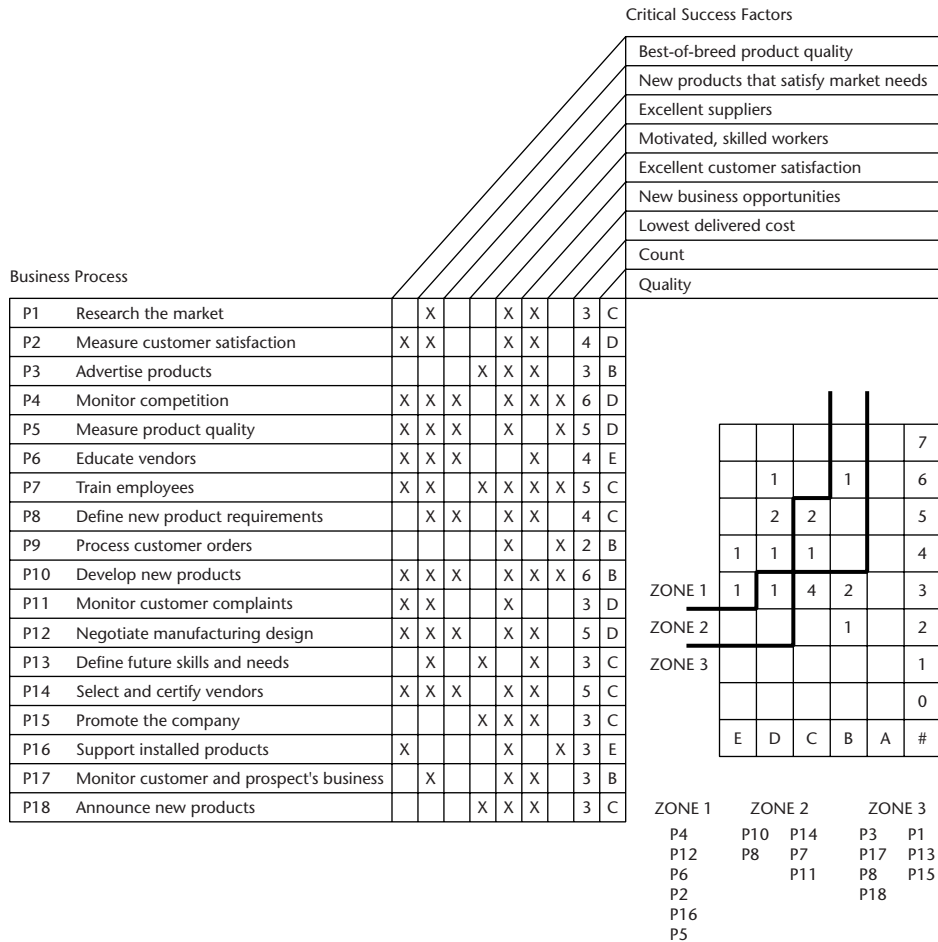 Critical Success Factors
Best-of-breed product quality
New products that satisfy market needs
Excellent suppliers
Motivated, skilled workers
Excellent customer satisfaction
New business opportunities
Lowest delivered cost
Count
Quality
Business Process
P1 Research the market X X X 3 C
P2 Measure customer satisfaction X X X X 4 D
P3 Advertise products X X X 3 B
P4 Monitor competition X X X X X X 6 D
P5 Measure product quality X X X X X 5 D
P6 Educate vendors X X X X 4 E
P7 Train employees X X X X X X 5 C
P8 Define new product requirements X X X X 4 C
P9 Process customer orders X X 2 B
P10 Develop new products X X X X X X 6 B
P11 Monitor customer complaints X X X 3 D
P12 Negotiate manufacturing design X X X X X 5 D
P13 Define future skills and needs X X X 3 C
P14 Select and certify vendors X X X X X 5 C
P15 Promote the company X X X 3 C
P16 Support installed products X X X 3 E
P17 Monitor customer and prospect's business X X X 3 B
P18 Announce new products X X X 3 C
7
1 1 6
2 2 5
1 1 1 4
ZONE 1 1 1 4 2 3
ZONE 2 1 2
ZONE 3 1
0
E D C B A #
ZONE 1 ZONE 2 ZONE 3
P4 P10 P14 P3 P1
P12 P8 P7 P17 P13
P6 P11 P8 P15
P2 P18
P16
P5